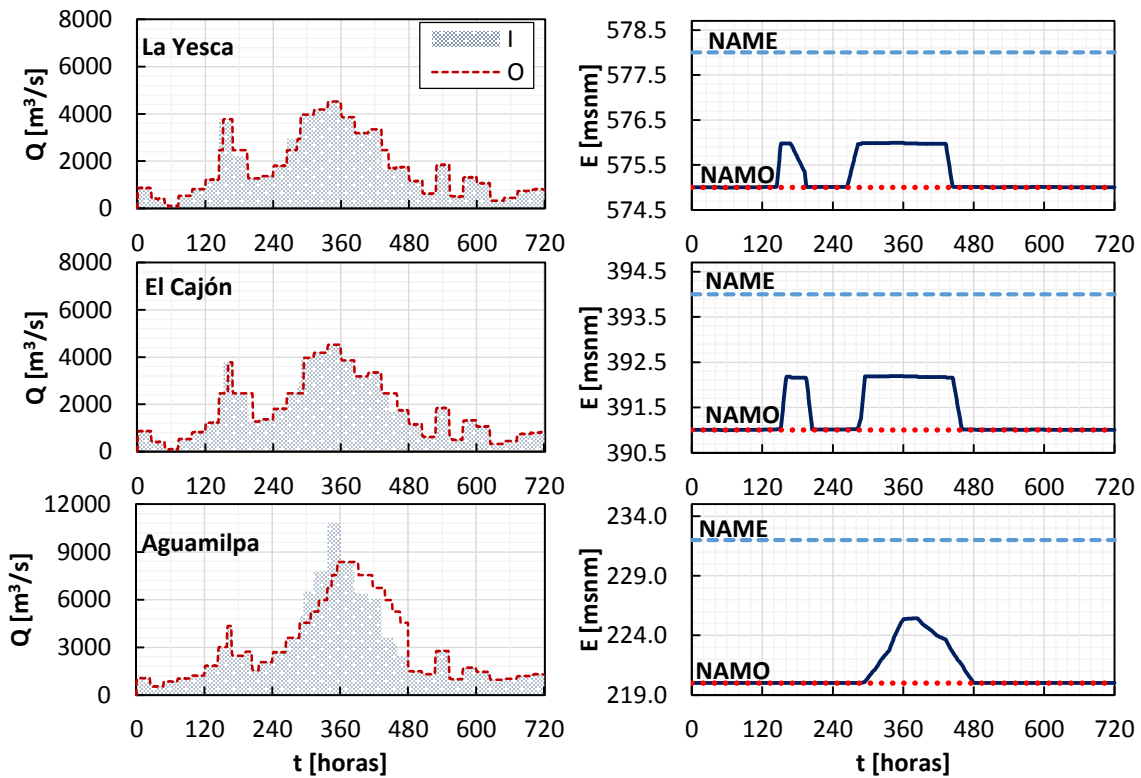 La Yesca
I
O
Q [m³/s]
8000
6000
4000
2000
0
0 120 240 360 480 600 720
NAME
NAMO
E [msnm]
578.5
577.5
576.5
575.5
574.5
0 120 240 360 480 600 720
El Cajón
Q [m³/s]
8000
6000
4000
2000
0
0 120 240 360 480 600 720
NAME
NAMO
E [msnm]
394.5
393.5
392.5
391.5
390.5
0 120 240 360 480 600 720
Aguamilpa
Q [m³/s]
12000
9000
6000
3000
0
0 120 240 360 480 600 720
t [horas]
NAME
NAMO
E [msnm]
234.0
229.0
224.0
219.0
0 120 240 360 480 600 720
t [horas]